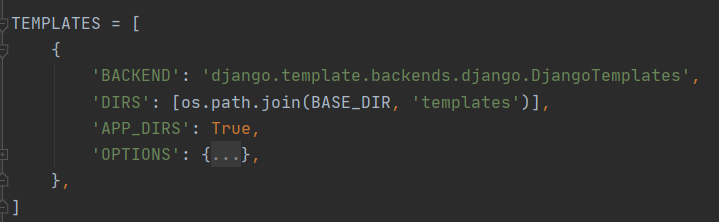 TEMPLATES = [
    {
        'BACKEND': 'django.template.backends.django.DjangoTemplates',
        'DIRS': [os.path.join(BASE_DIR, 'templates')],
        'APP_DIRS': True,
        'OPTIONS': {...},
    },
]